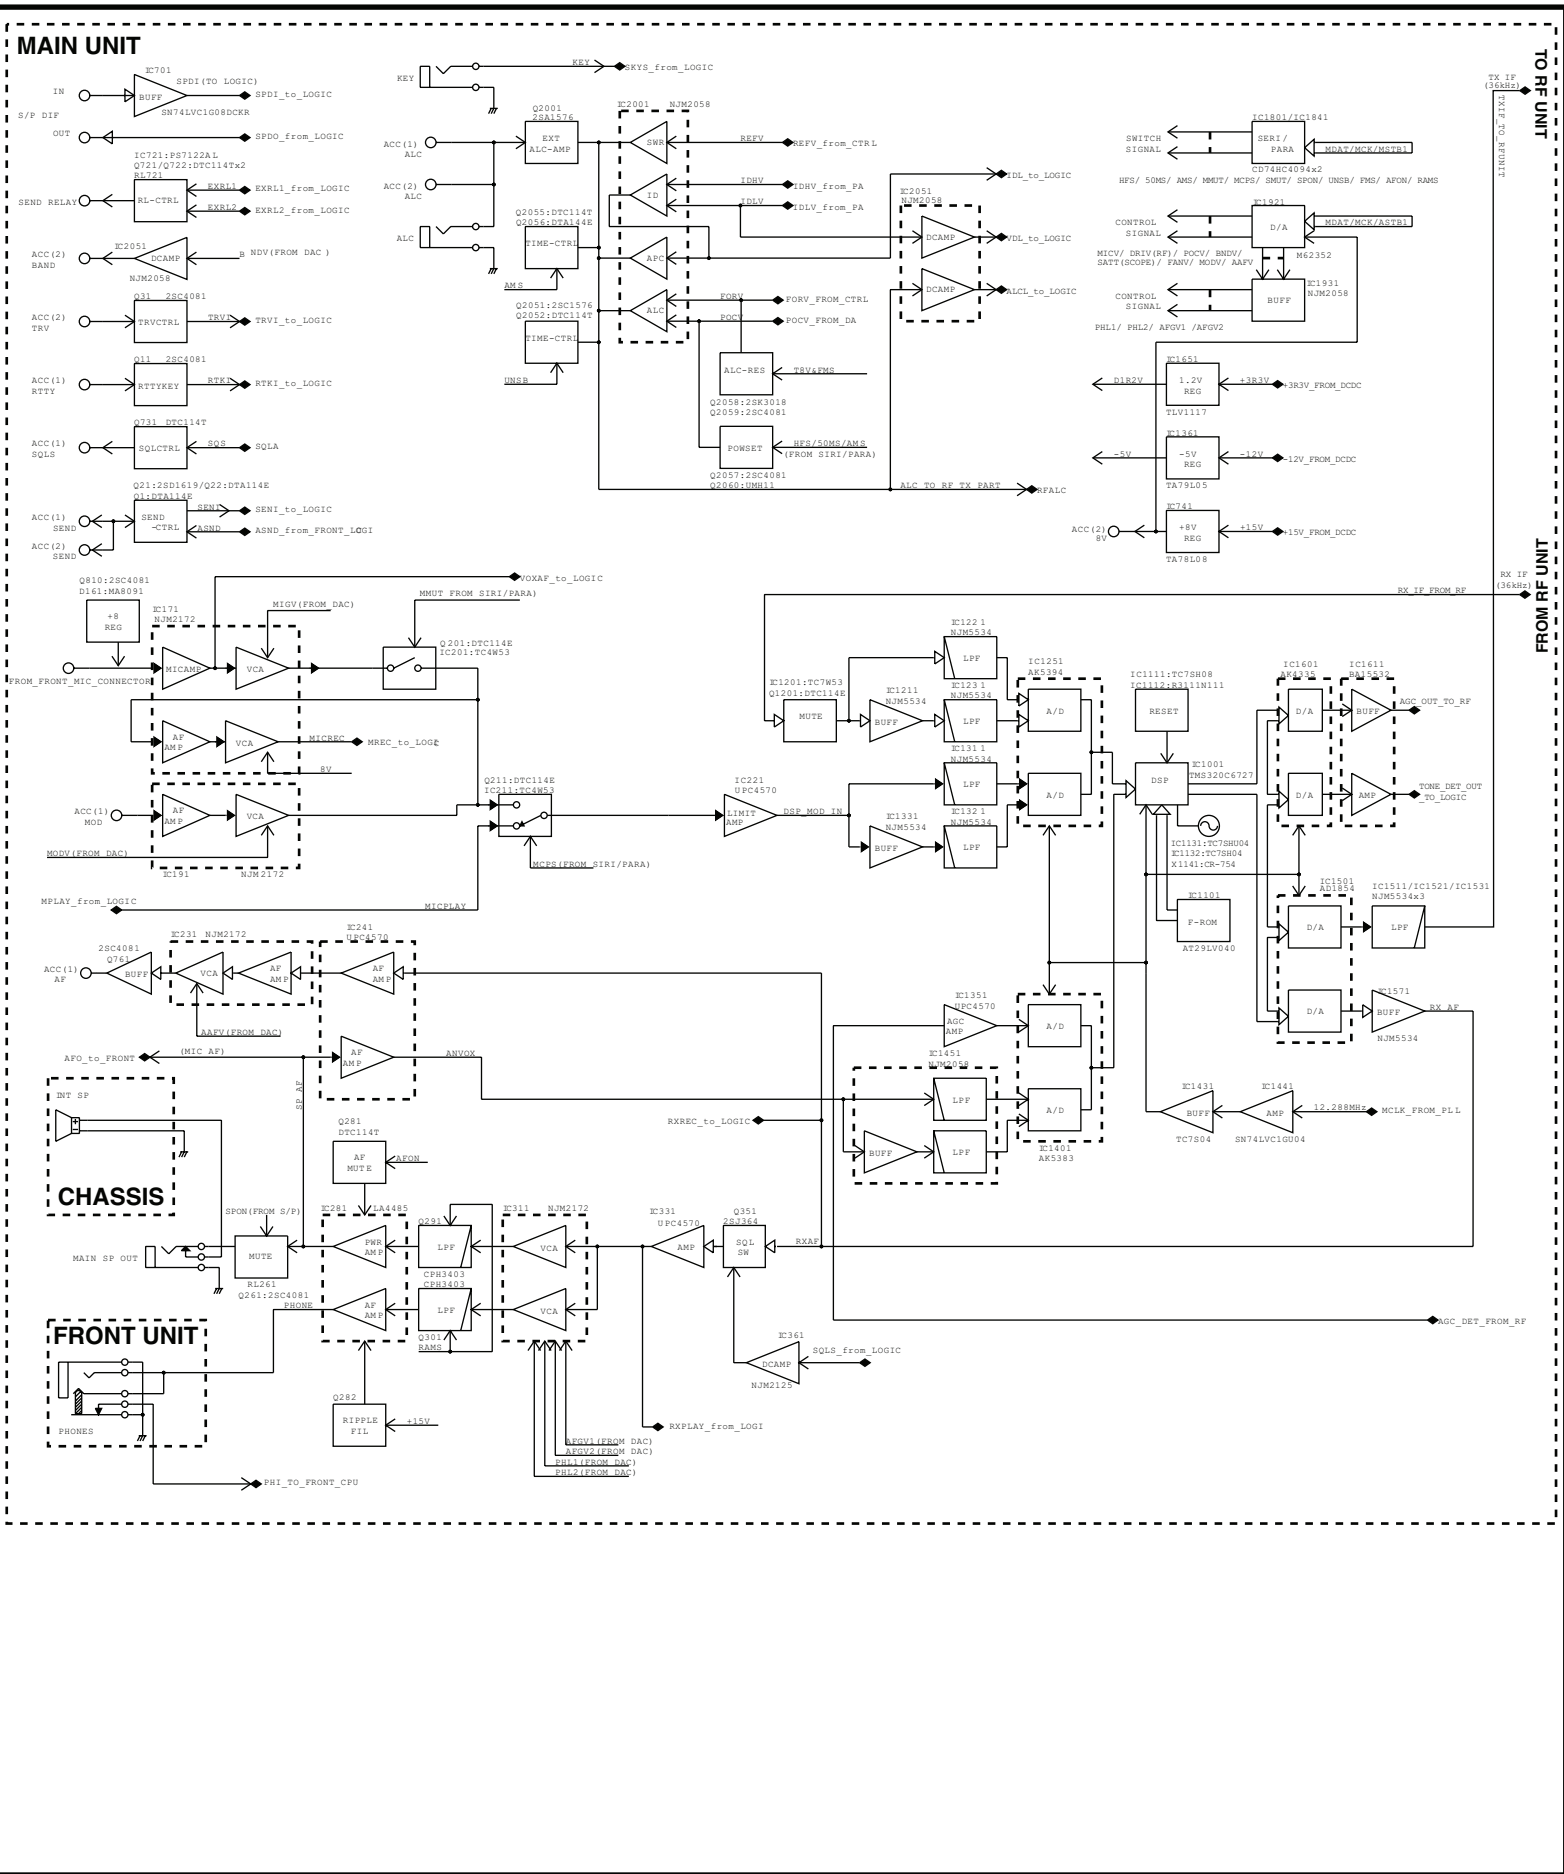 MAIN UNIT
TO RF UNIT
FROM RF UNIT
IC701
SPDI(TO LOGIC)
IN
BUFF
SPDI_to_LOGIC
SN74LVC1G08DCKR
S/P DIF
OUT
SPDO_from_LOGIC
IC721:PS7122AL
Q721/Q722:DTC114Tx2
RL721
SEND RELAY
RL-CTRL
EXRL1
EXRL1_from_LOGIC
EXRL2
EXRL2_from_LOGIC
ACC(2)
BAND
IC2051
DCAMP
NJM2058
B NDV(FROM DAC )
Q31 2SC4081
ACC(2)
TRV
TRVCTRL
TRVI
TRVI_to_LOGIC
Q11 2SC4081
ACC(1)
RTTY
RTTYKEY
RTKI
RTKI_to_LOGIC
Q731 DTC114T
ACC(1)
SQLS
SQLCTRL
SQS
SQLA
Q21:2SD1619/Q22:DTA114E
Q1:DTA114E
ACC(1)
SEND
SEND
-CTRL
SENI
SENI_to_LOGIC
ASND
ASND_from_FRONT_LOGI
ACC(2)
SEND
KEY
KEY
SKYS_from_LOGIC
ACC(1)
ALC
ACC(2)
ALC
ALC
Q2001
2SA1576
EXT
ALC-AMP
Q2055:DTC114T
Q2056:DTA144E
TIME-CTRL
AMS
Q2051:2SC1576
Q2052:DTC114T
TIME-CTRL
UNSB
IC2001 NJM2058
SWR
REFV
REFV_from_CTRL
ID
IDHV
IDHV_from_PA
IDLV
IDLV_from_PA
APC
ALC
FORV
FORV_FROM_CTRL
POCV
POCV_FROM_DA
ALC-RES
T8V&FMS
Q2058:2SK3018
Q2059:2SC4081
POWSET
HFS/50MS/AMS
(FROM SIRI/PARA)
Q2057:2SC4081
Q2060:UMH11
ALC TO RF TX PART
RFALC
IDL_to_LOGIC
IC2051
NJM2058
DCAMP
VDL_to_LOGIC
DCAMP
ALCL_to_LOGIC
TX IF
(36kHz)
TXIF_TO_RFUNIT
IC1801/IC1841
SWITCH
SIGNAL
SERI/
PARA
MDAT/MCK/MSTB1
CD74HC4094x2
HFS/ 50MS/ AMS/ MMUT/ MCPS/ SMUT/ SPON/ UNSB/ FMS/ AFON/ RAMS
IC1921
CONTROL
SIGNAL
D/A
MDAT/MCK/ASTB1
M62352
MICV/ DRIV(RF)/ POCV/ BNDV/
SATT(SCOPE)/ FANV/ MODV/ AAFV
CONTROL
SIGNAL
BUFF
IC1931
NJM2058
PHL1/ PHL2/ AFGV1 /AFGV2
IC1651
D1R2V
1.2V
REG
+3R3V
+3R3V_FROM_DCDC
TLV1117
IC1361
-5V
-5V
REG
-12V
-12V_FROM_DCDC
TA79L05
IC741
ACC(2)
8V
+8V
REG
+15V
+15V_FROM_DCDC
TA78L08
RX IF
(36kHz)
RX_IF_FROM_RF
Q810:2SC4081
D161:MA8091
+8
REG
IC171
NJM2172
VOXAF_to_LOGIC
MIGV(FROM_DAC)
MMUT FROM SIRI/PARA)
MICAMP
VCA
Q201:DTC114E
IC201:TC4W53
FROM_FRONT_MIC_CONNECTOR
AF
AMP
VCA
MICREC
MREC_to_LOGIC
8V
ACC(1)
MOD
AF
AMP
VCA
MODV(FROM_DAC)
IC191
NJM2172
Q211:DTC114E
IC211:TC4W53
MCPS(FROM_SIRI/PARA)
MPLAY_from_LOGIC
MICPLAY
IC221
UPC4570
LIMIT
AMP
DSP_MOD_IN
IC1201:TC7W53
Q1201:DTC114E
MUTE
IC1211
NJM5534
BUFF
IC1221
NJM5534
LPF
IC1231
NJM5534
LPF
IC1311
NJM5534
LPF
IC1321
NJM5534
LPF
IC1331
NJM5534
BUFF
IC1251
AK5394
A/D
A/D
IC1111:TC7SH08
IC1112:R3111N111
RESET
DSP
IC1001
TMS320C6727
IC1131:TC7SHU04
IC1132:TC7SH04
X1141:CR-754
IC1101
F-ROM
AT29LV040
IC1601
AK4335
D/A
D/A
IC1611
BA15532
BUFF
AGC_OUT_TO_RF
AMP
TONE_DET_OUT
_TO_LOGIC
IC1501
AD1854
D/A
D/A
IC1511/IC1521/IC1531
NJM5534x3
LPF
IC1571
BUFF
RX_AF
NJM5534
2SC4081
Q761
ACC(1)
AF
BUFF
IC231 NJM2172
VCA
AF
AMP
AAFV(FROM_DAC)
IC241
UPC4570
AF
AMP
AFO_to_FRONT
(MIC AF)
AF
AMP
ANVOX
SP_AF
IC1351
UPC4570
AGC
AMP
IC1451
NJM2058
LPF
BUFF
LPF
A/D
A/D
IC1401
AK5383
IC1431
BUFF
TC7S04
IC1441
AMP
SN74LVC1GU04
12.288MHz
MCLK_FROM_PLL
INT SP
CHASSIS
RXREC_to_LOGIC
Q281
DTC114T
AF
MUTE
AFON
SPON(FROM S/P)
MAIN SP OUT
MUTE
RL261
Q261:2SC4081
IC281 LA4485
PWR
AMP
PHONE
AF
AMP
Q291
LPF
CPH3403
CPH3403
LPF
Q301
RAMS
IC311 NJM2172
VCA
VCA
IC331
UPC4570
AMP
Q351
2SJ364
SQL
SW
RXAF
FRONT UNIT
PHONES
PHI_TO_FRONT_CPU
Q282
RIPPLE
FIL
+15V
IC361
DCAMP
NJM2125
SQLS_from_LOGIC
AGC_DET_FROM_RF
RXPLAY_from_LOGI
AFGV1(FROM DAC)
AFGV2(FROM DAC)
PHL1(FROM DAC)
PHL2(FROM DAC)